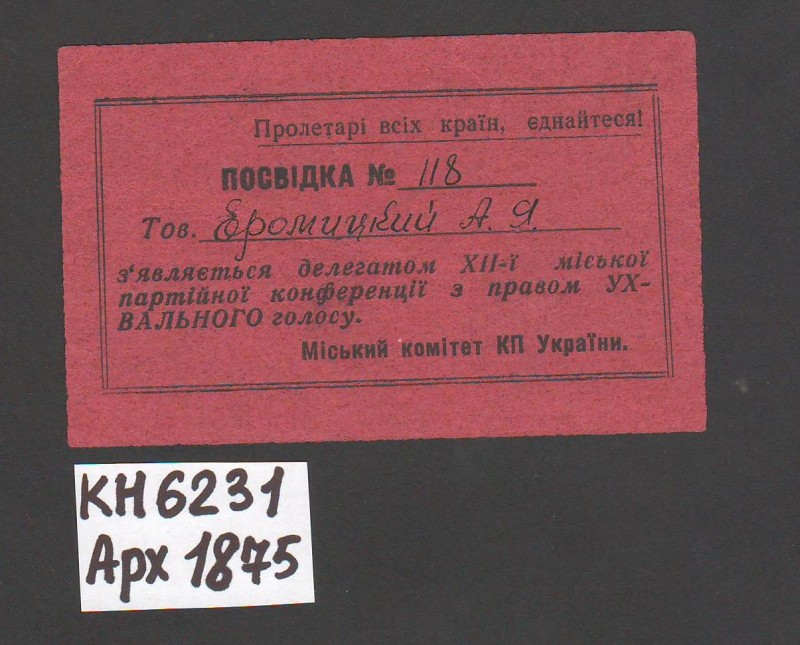 Пролетарі всіх країн, єднайтеся!
ПОСВІДКА № 118
Тов. Еромицкий А. Я.
з'являється делегатом XII-ї міської
партійної конференції з правом УХ-
ВАЛЬНОГО голосу.
Міський комітет КП України.
КН 6231
Арх 1875